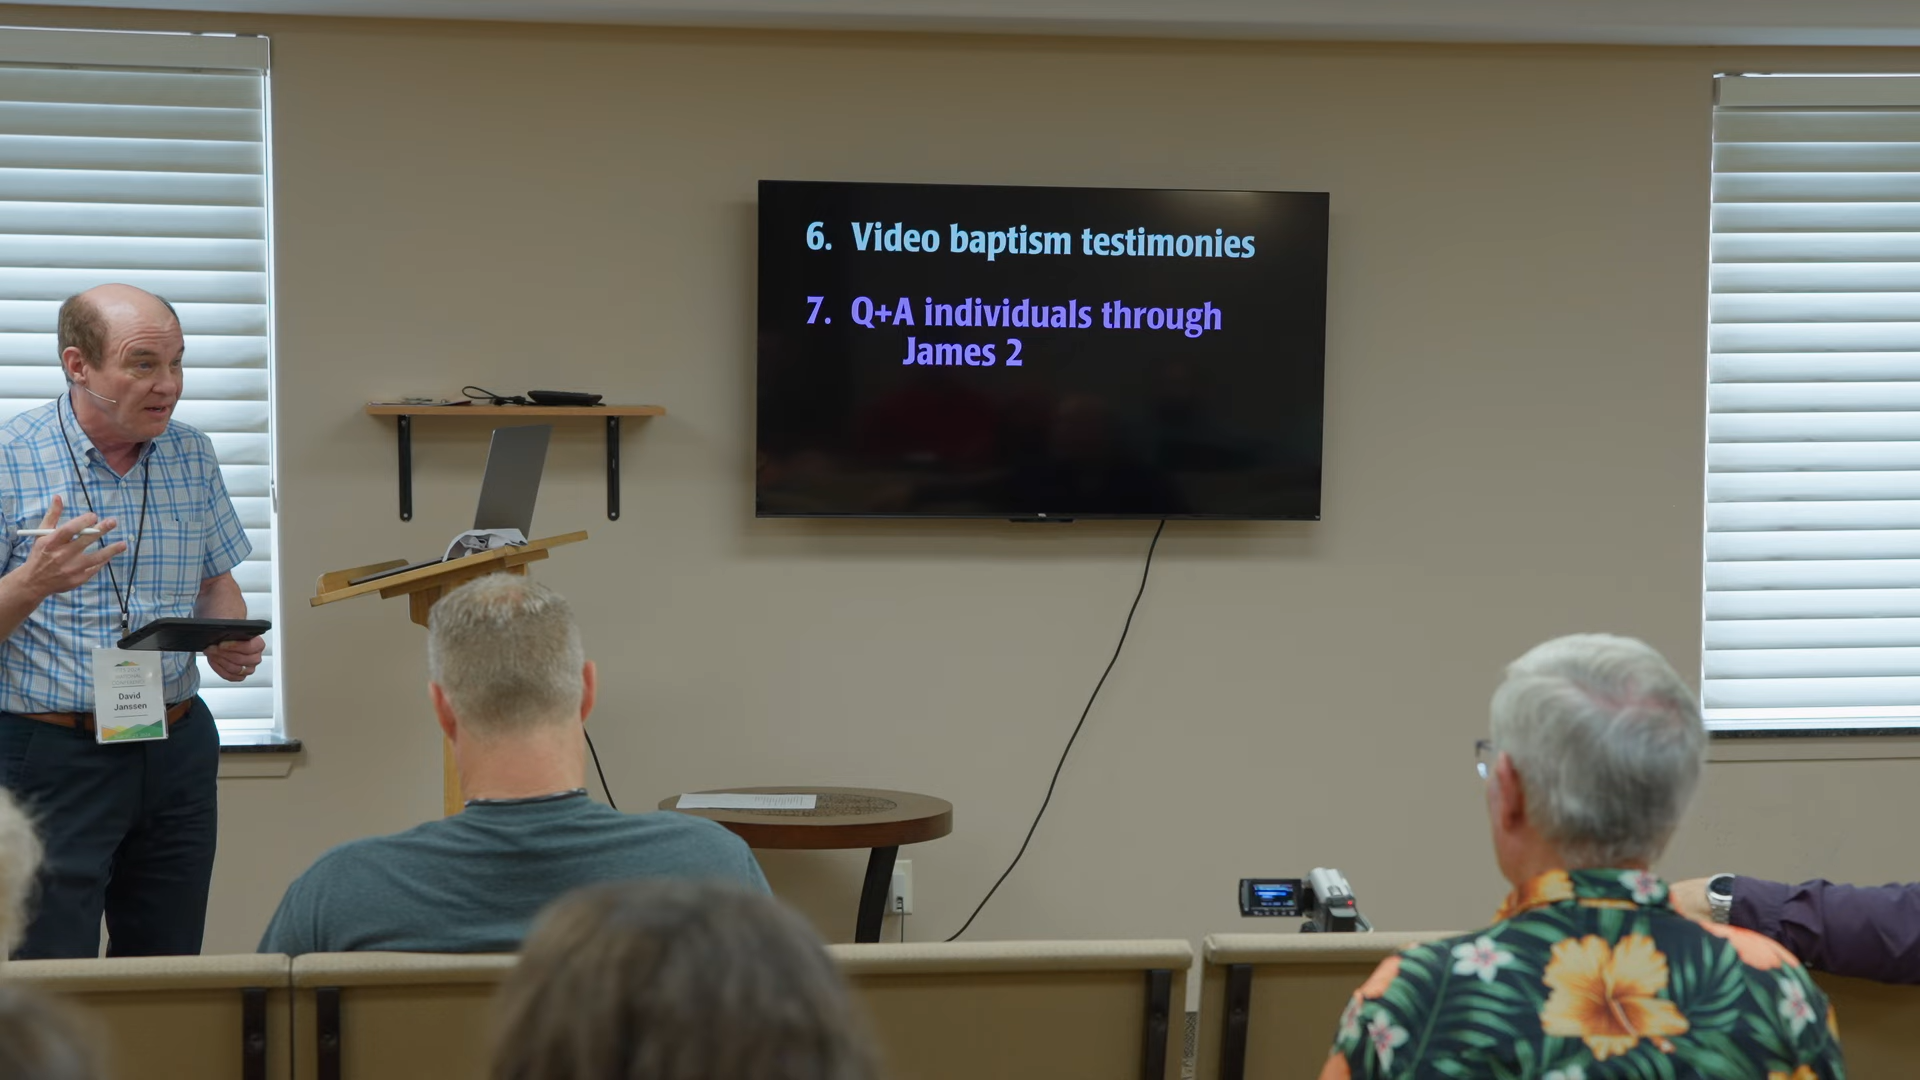 6. Video baptism testimonies
7. Q+A individuals through
James 2
David
Janssen